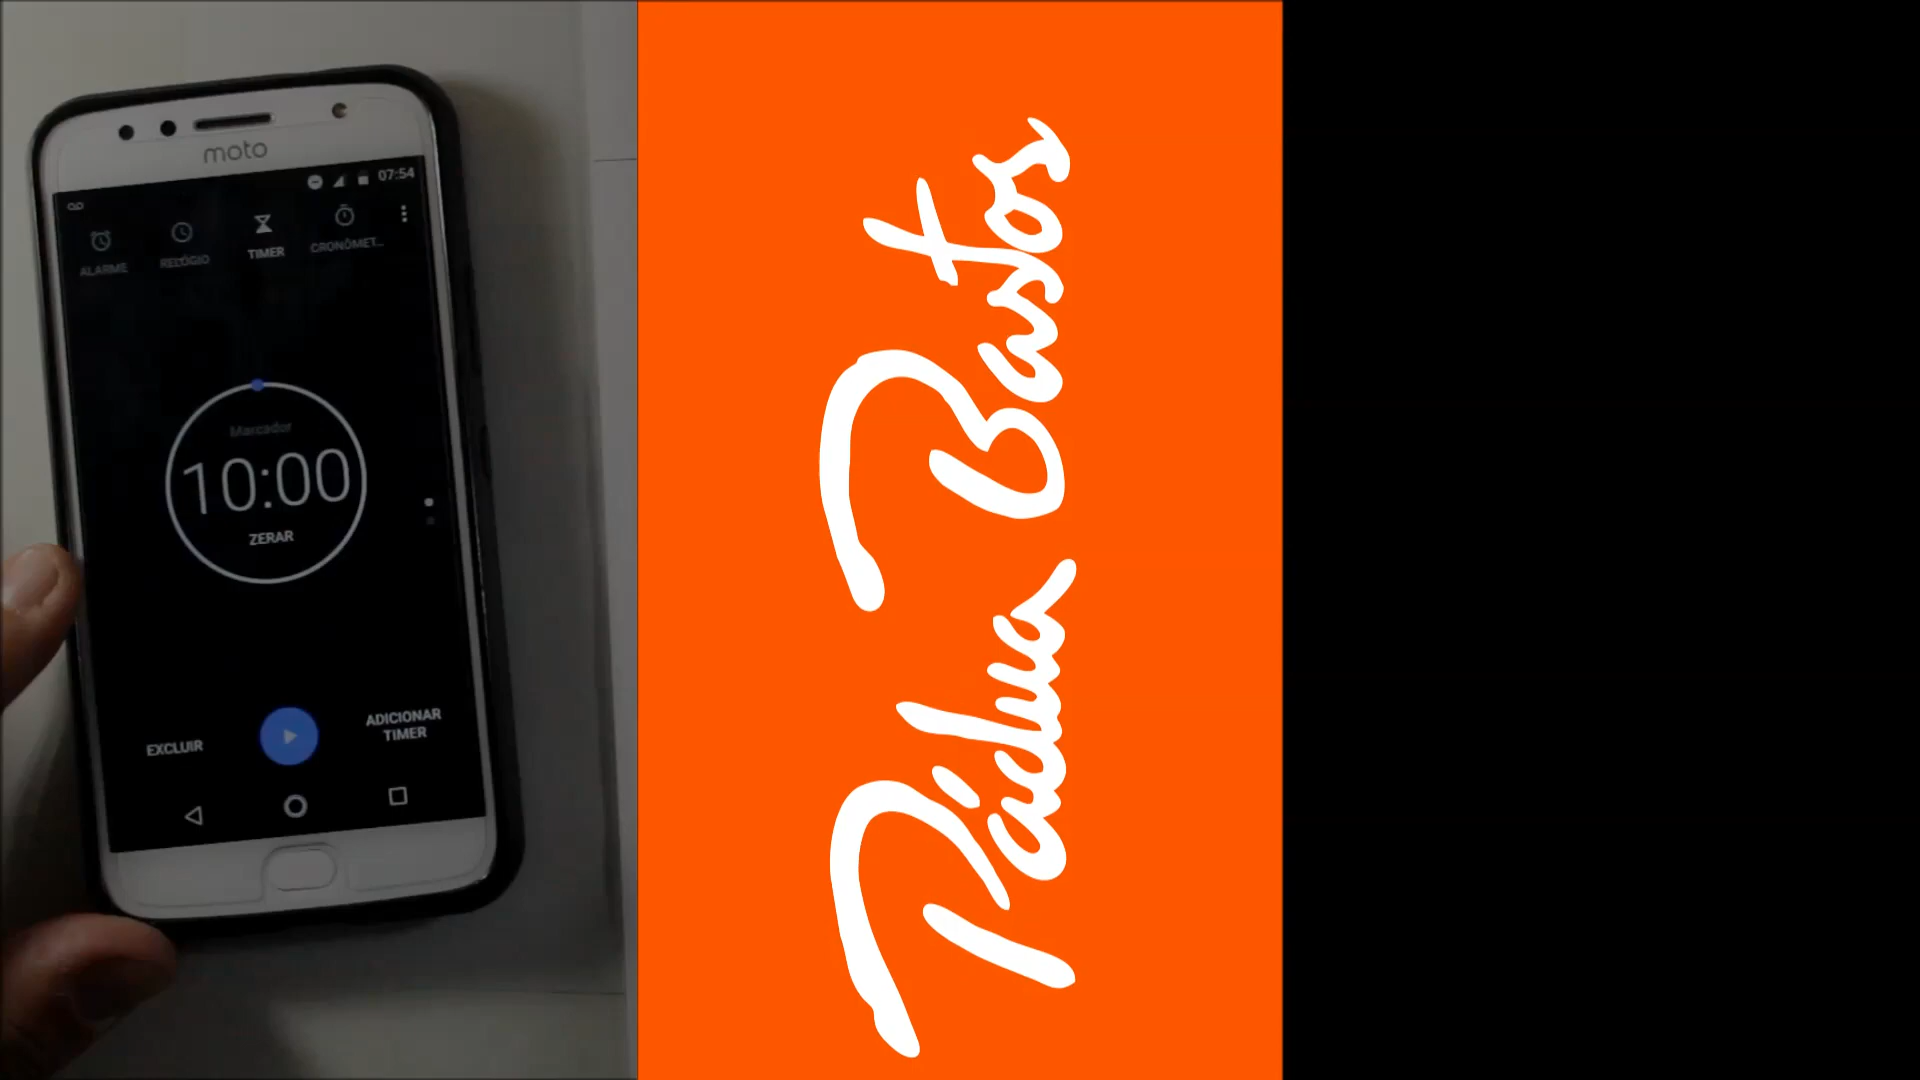 moto
07:54
ALARME
RELÓGIO
TIMER
CRONÔMET...
Marcador
10:00
ZERAR
EXCLUIR
ADICIONAR
TIMER
Pádua Bastos